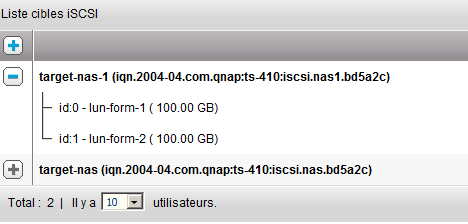 Liste cibles iSCSI
target-nas-1 (iqn.2004-04.com.qnap:ts-410:iscsi.nas1.bd5a2c)
id:0 - lun-form-1 ( 100.00 GB)
id:1 - lun-form-2 ( 100.00 GB)
target-nas (iqn.2004-04.com.qnap:ts-410:iscsi.nas.bd5a2c)
Total : 2 | Il y a 10 utilisateurs.